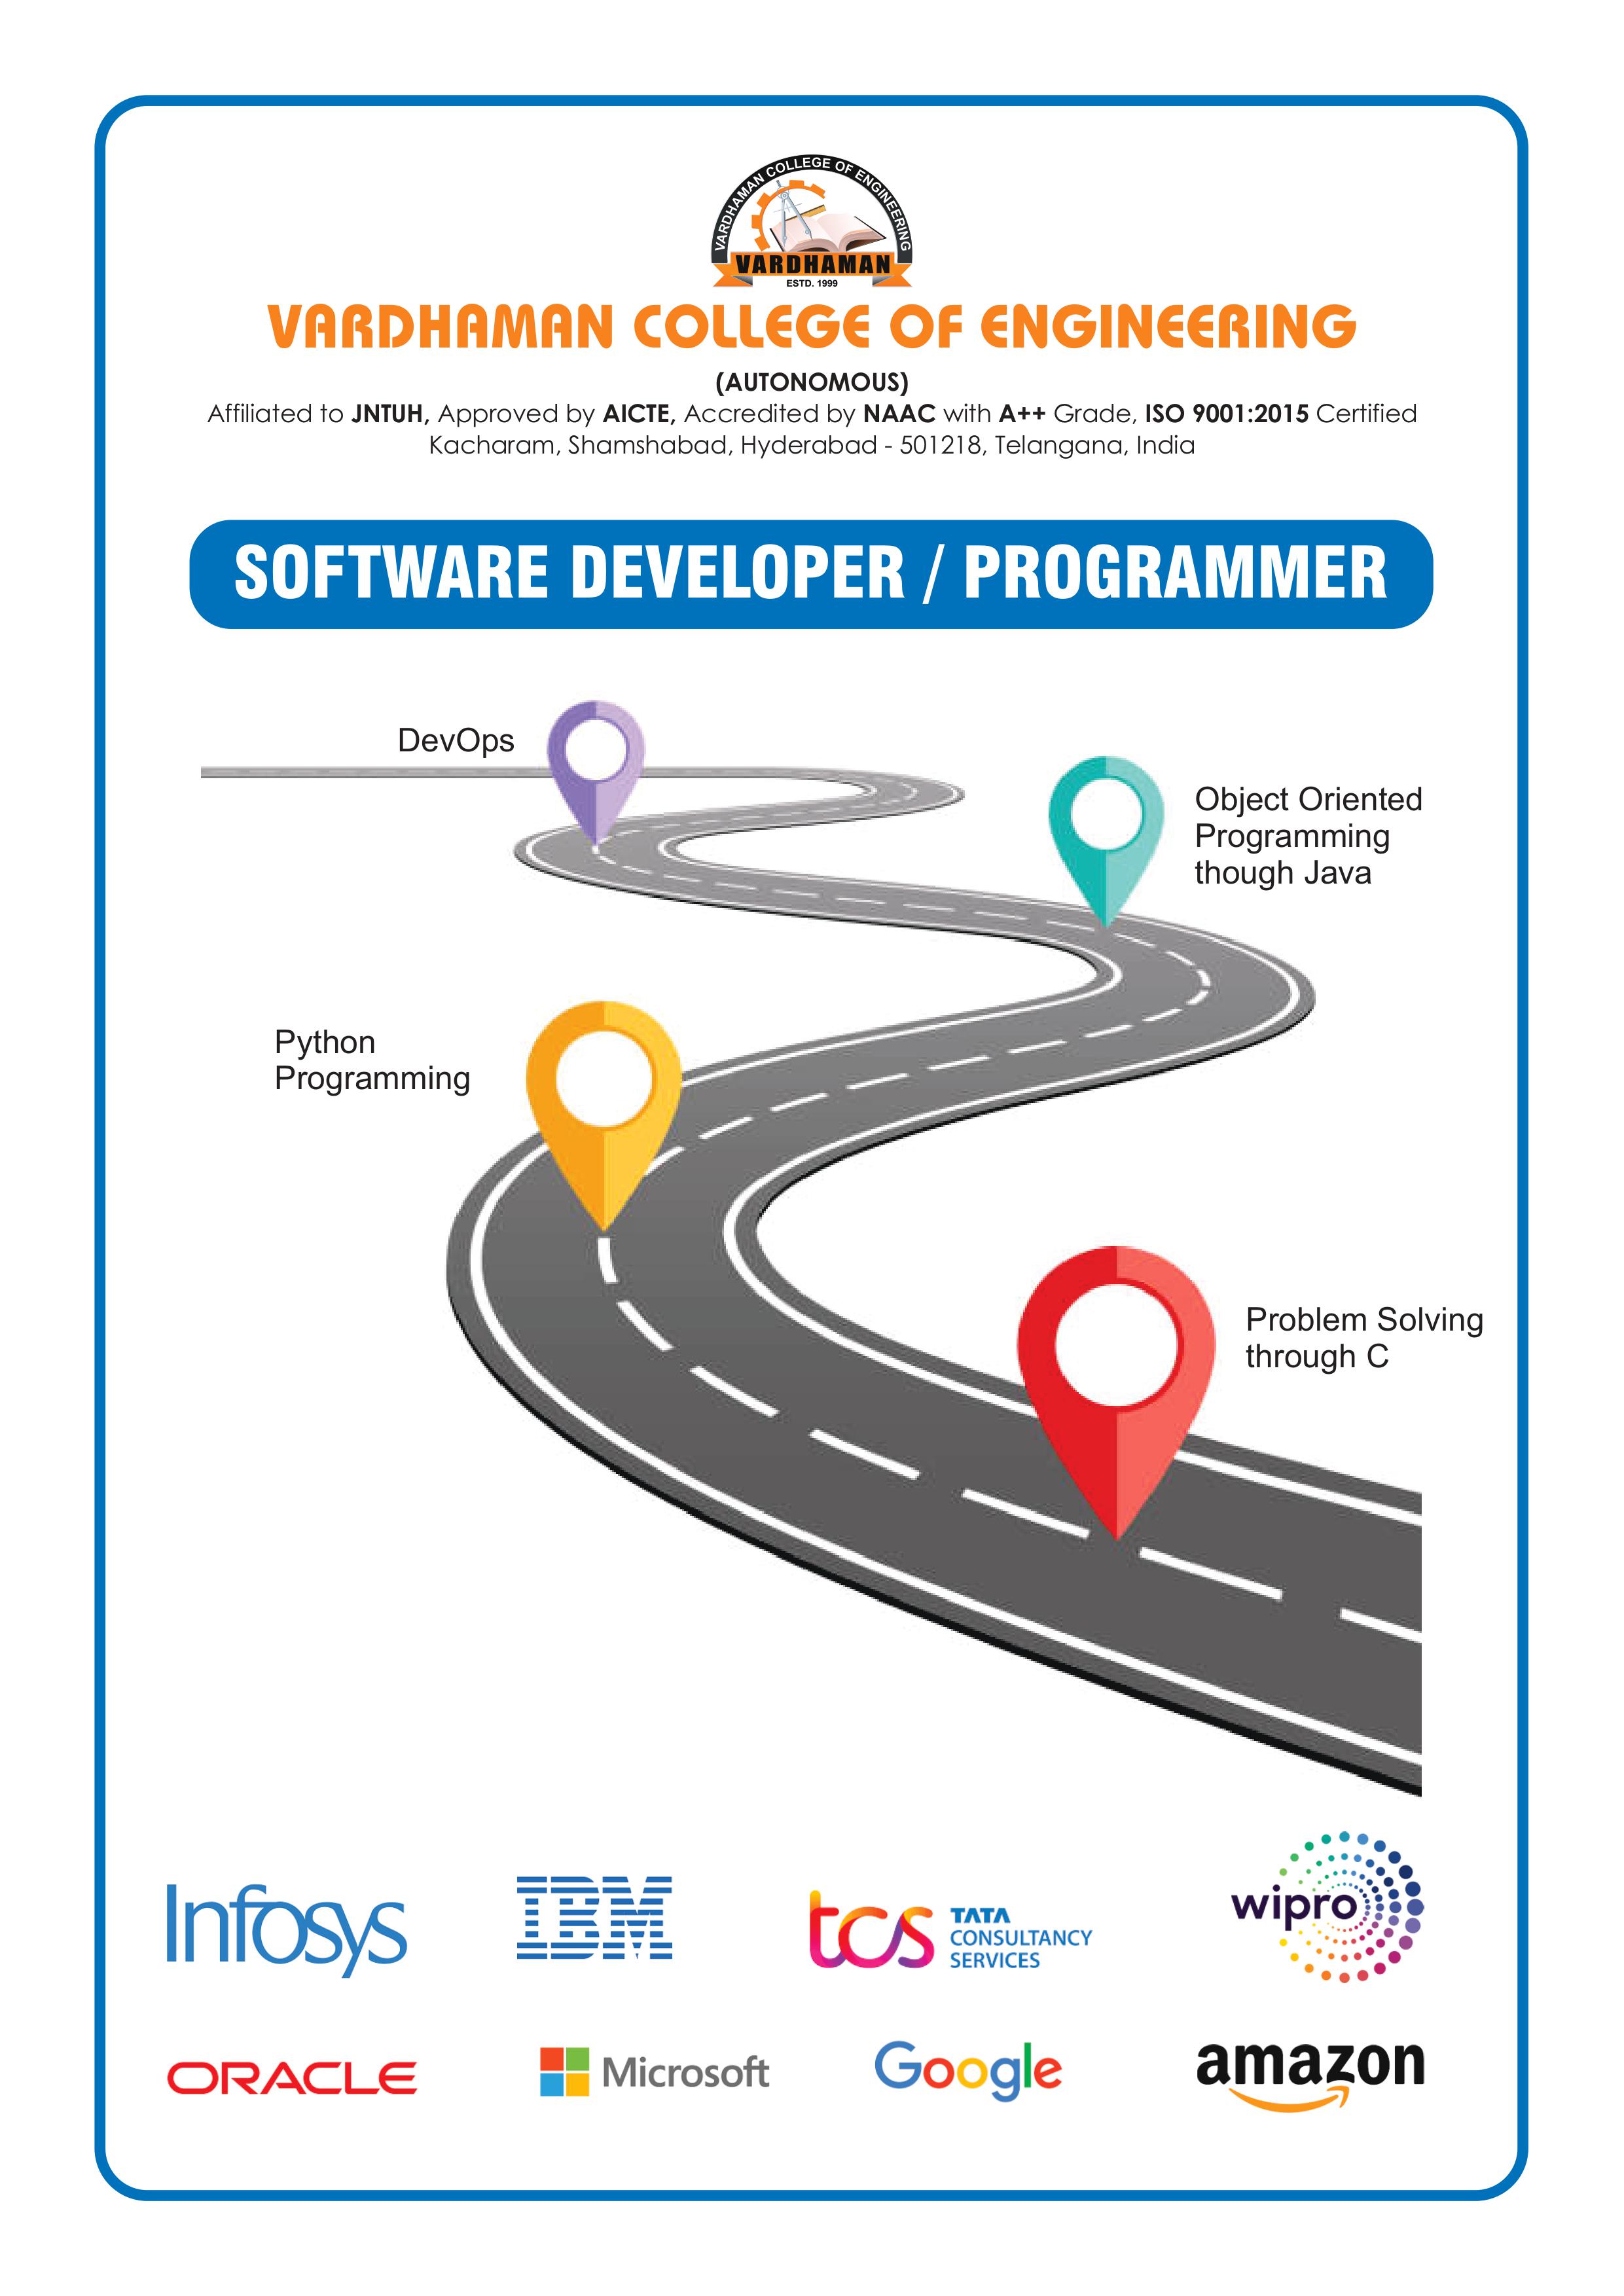 VARDHAMAN COLLEGE OF ENGINEERING
VARDHAMAN
ESTD. 1999
VARDHAMAN COLLEGE OF ENGINEERING
(AUTONOMOUS)
Affiliated to JNTUH, Approved by AICTE, Accredited by NAAC with A++ Grade, ISO 9001:2015 Certified
Kacharam, Shamshabad, Hyderabad - 501218, Telangana, India
SOFTWARE DEVELOPER / PROGRAMMER
DevOps
Object Oriented
Programming
though Java
Python
Programming
Problem Solving
through C
Infosys
IBM
tcs
TATA
CONSULTANCY
SERVICES
wipro
ORACLE
Microsoft
Google
amazon